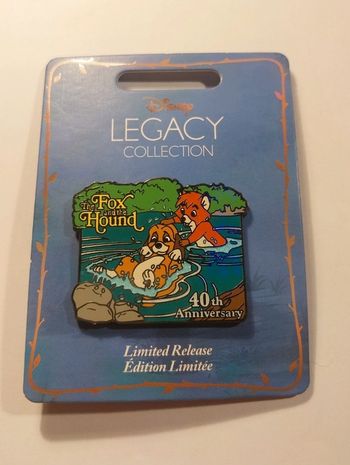 Disney
LEGACY
COLLECTION
The Fox
and the
Hound
40th
Anniversary
Limited Release
Édition Limitée